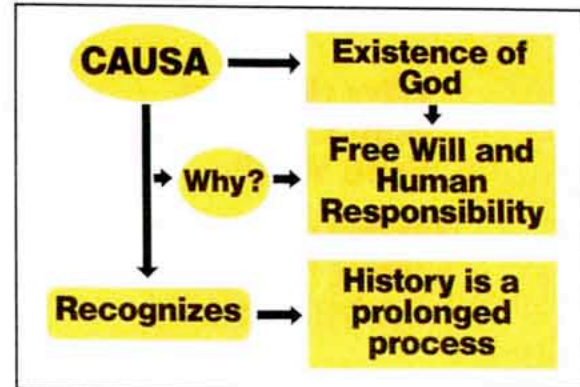 CAUSA
Existence of
God
Why?
Free Will and
Human
Responsibility
Recognizes
History is a
prolonged
process